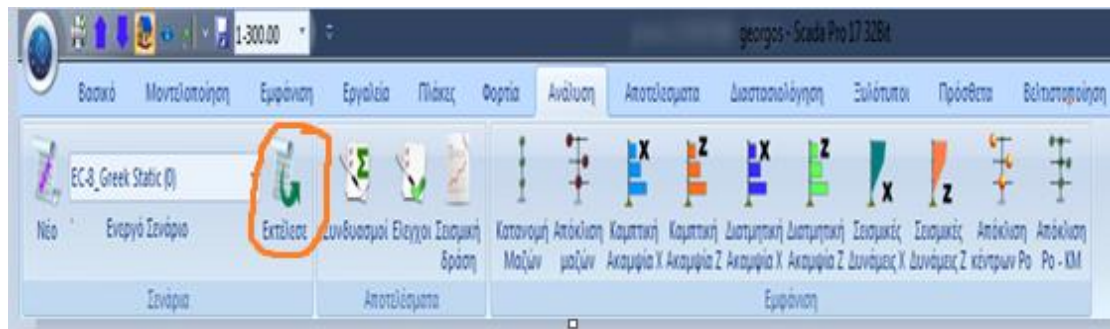 1-300.00
georgos - Scada Pro 17 32Bit
Βασικό Μοντελοποίηση Εμφάνιση Εργαλεία Πλάκες Φορτία Ανάλυση Αποτελεσματα Διαστασιολόγηση Ξυλότυποι Πρόσθετα Βελτιστοποίηση
EC-8_Greek Static (0)
X Z X Z X Z
Νέο Ενεργό Σενάριο Εκτέλεσε Συνδυασμοί Ελεγχοι Σεισμική Κατανομή Απόκλιση Καμπτική Καμπτική Διατμητική Διατμητική Σεισμικές Σεισμικές Απόκλιση Απόκλιση
δράση Μαζών μαζών Ακαμψία X Ακαμψία Z Ακαμψία X Ακαμψία Z Δυνάμεις X Δυνάμεις Z κέντρων Ρο Ρο - ΚΜ
Σενάρια Αποτελέσματα Εμφάνιση